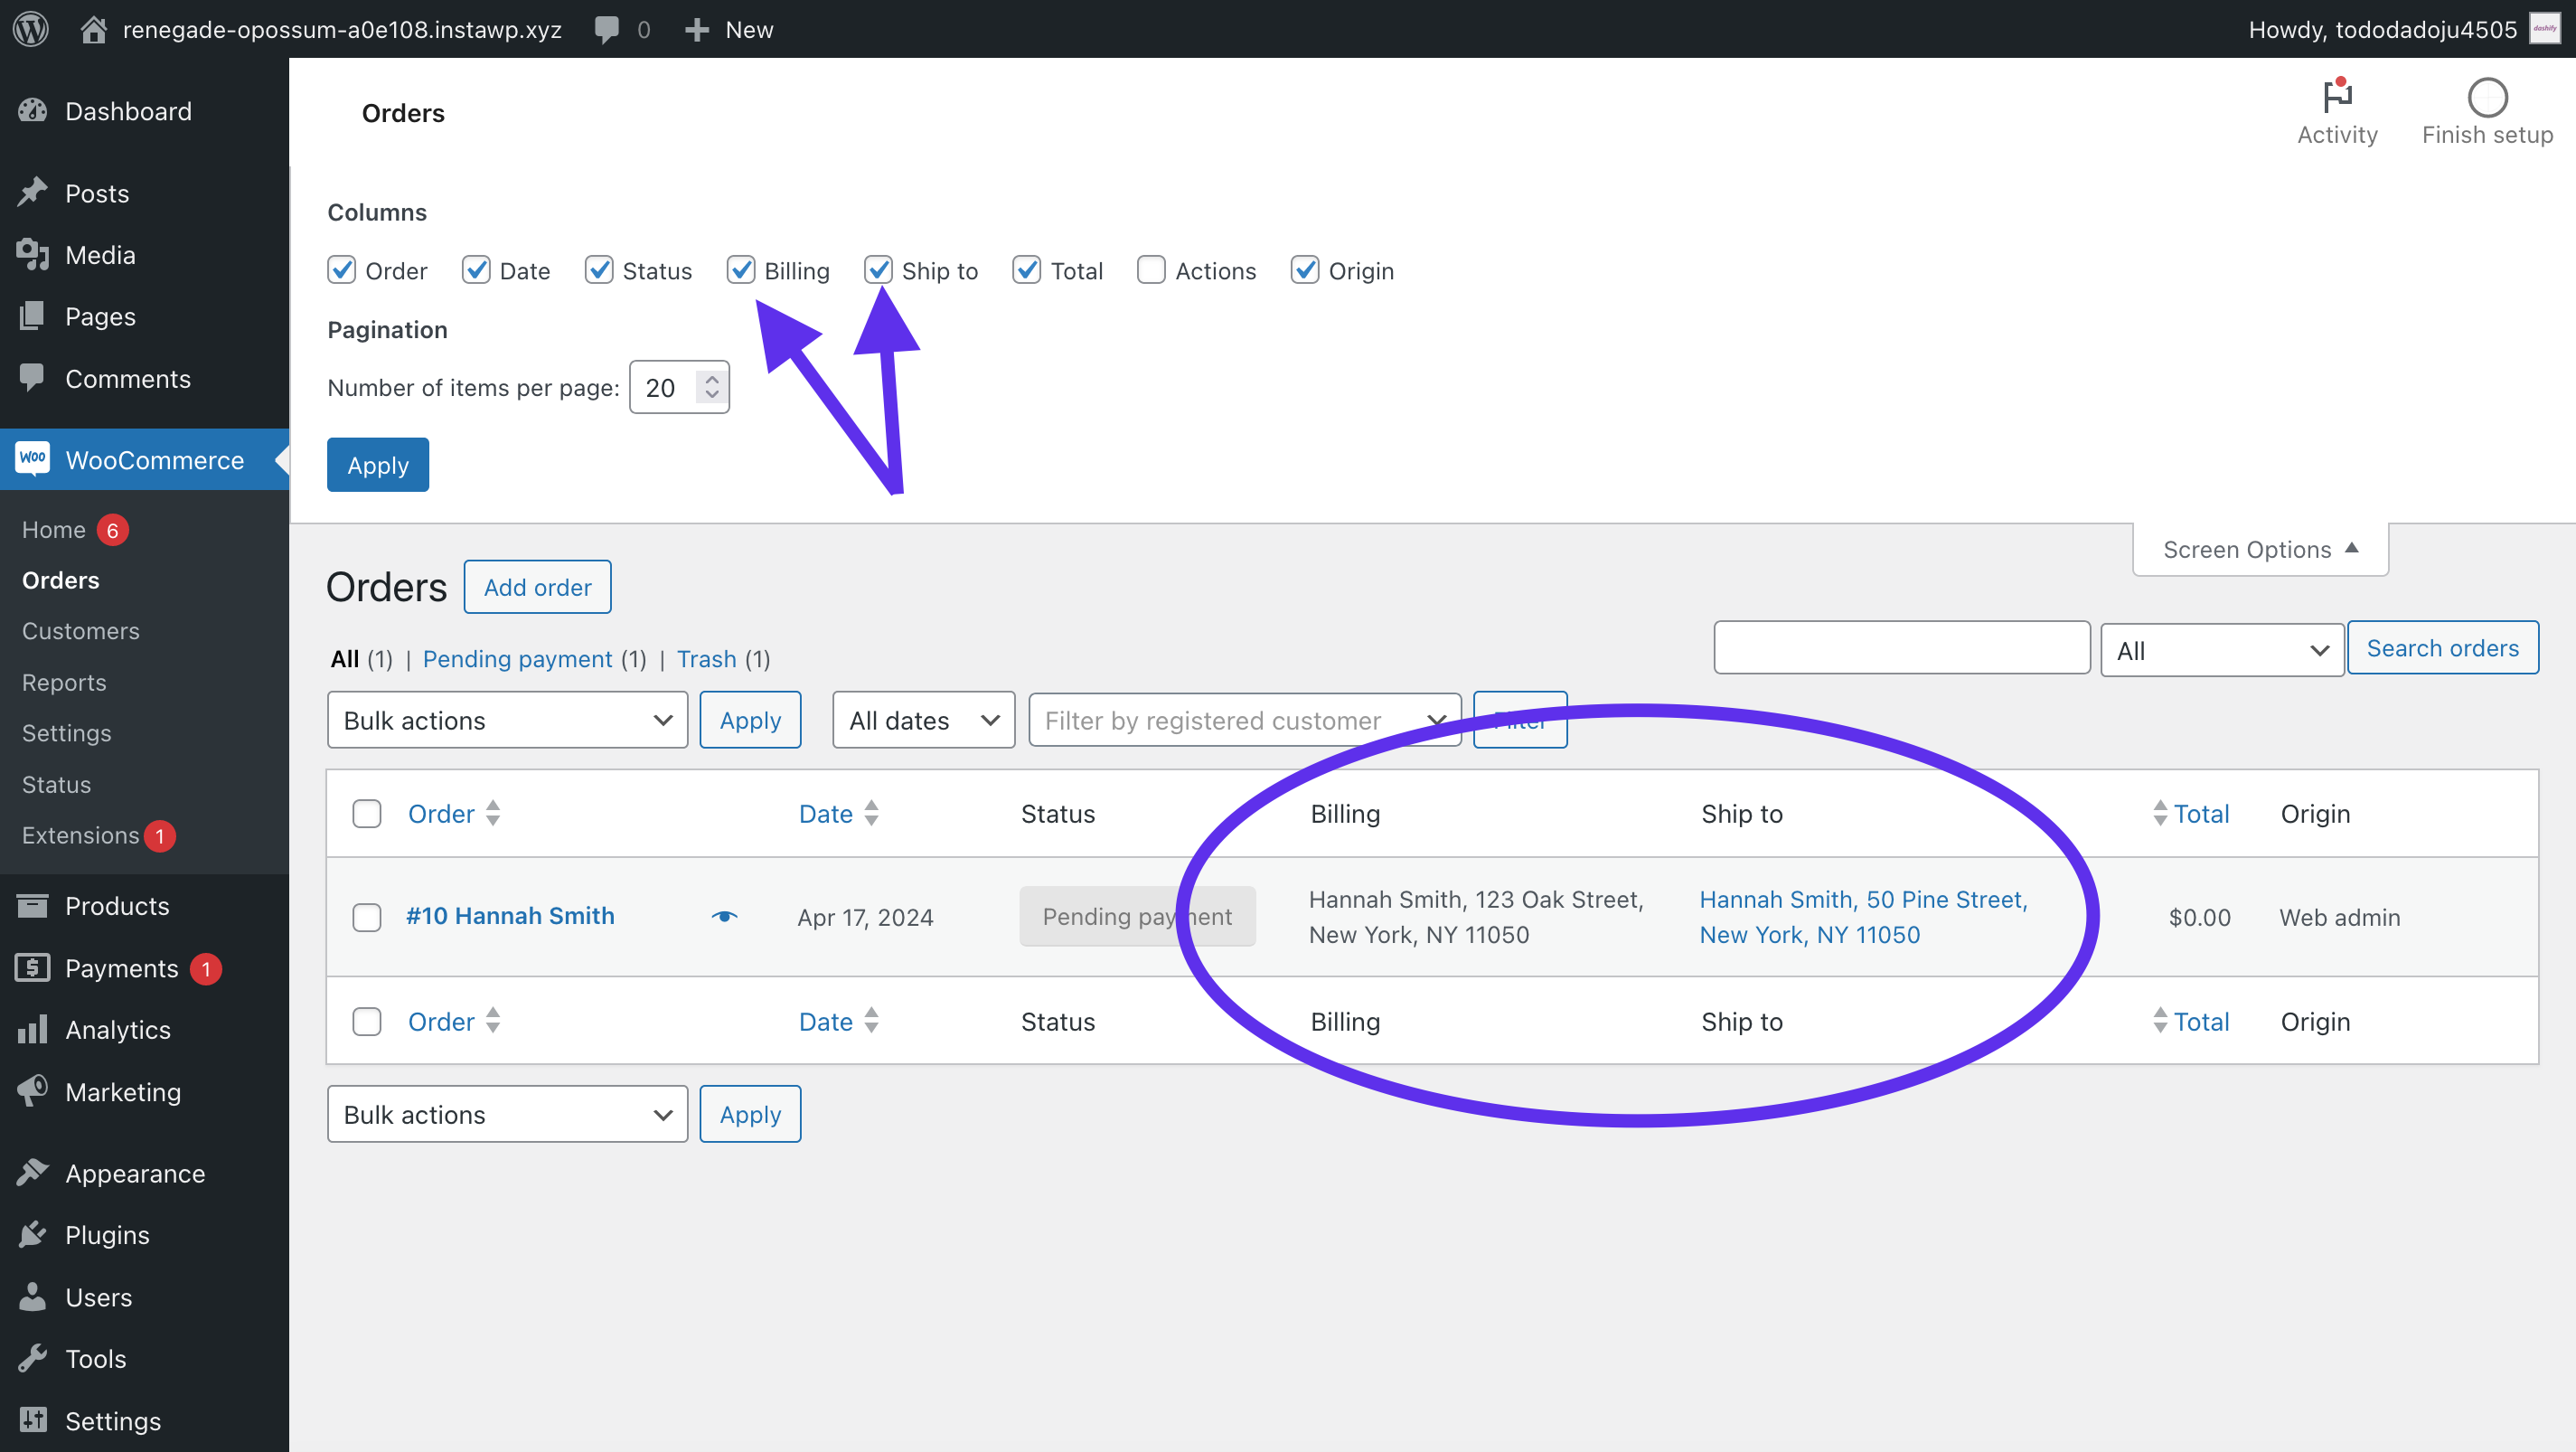 renegade-opossum-a0e108.instawp.xyz 0 New Howdy, tododadoju4505 dashify
Dashboard
Posts
Media
Pages
Comments
Woo WooCommerce
Home 6
Orders
Customers
Reports
Settings
Status
Extensions 1
Products
Payments 1
Analytics
Marketing
Appearance
Plugins
Users
Tools
Settings
Orders
Activity Finish setup
Columns
Order Date Status Billing Ship to Total Actions Origin
Pagination
Number of items per page: 20
Apply
Screen Options
Orders Add order
All (1) | Pending payment (1) | Trash (1)
All Search orders
Bulk actions Apply All dates Filter by registered customer Filter
Order Date Status Billing Ship to Total Origin
#10 Hannah Smith Apr 17, 2024 Pending payment Hannah Smith, 123 Oak Street, Hannah Smith, 50 Pine Street, $0.00 Web admin
New York, NY 11050 New York, NY 11050
Order Date Status Billing Ship to Total Origin
Bulk actions Apply